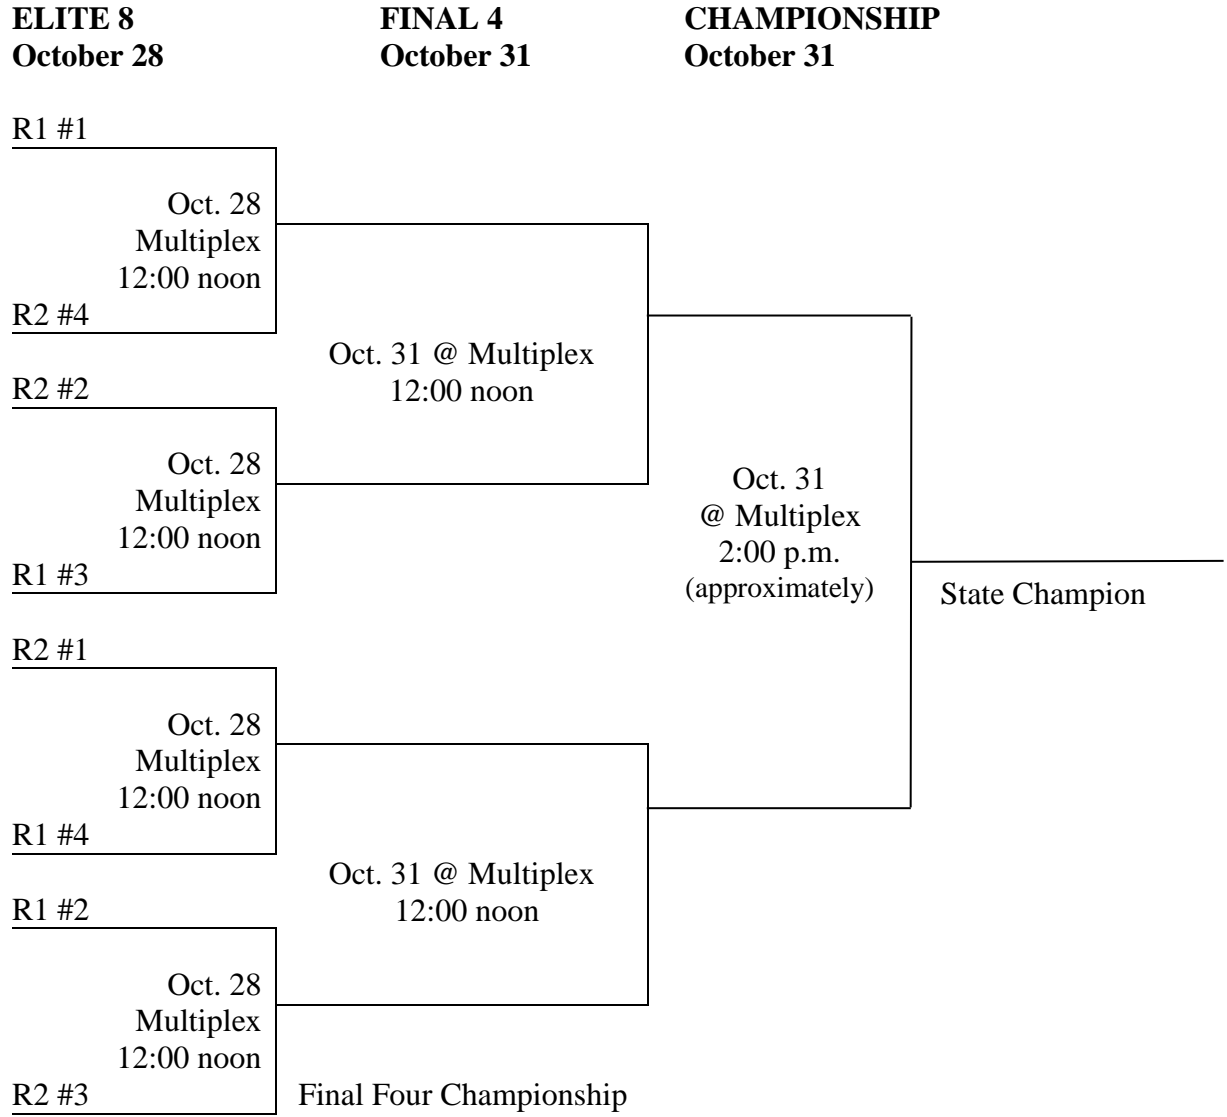 ELITE 8
October 28
FINAL 4
October 31
CHAMPIONSHIP
October 31
R1 #1
Oct. 28
Multiplex
12:00 noon
R2 #4
R2 #2
Oct. 28
Multiplex
12:00 noon
R1 #3
R2 #1
Oct. 28
Multiplex
12:00 noon
R1 #4
R1 #2
Oct. 28
Multiplex
12:00 noon
R2 #3
Oct. 31 @ Multiplex
12:00 noon
Oct. 31 @ Multiplex
12:00 noon
Final Four Championship
Oct. 31
@ Multiplex
2:00 p.m.
(approximately)
State Champion